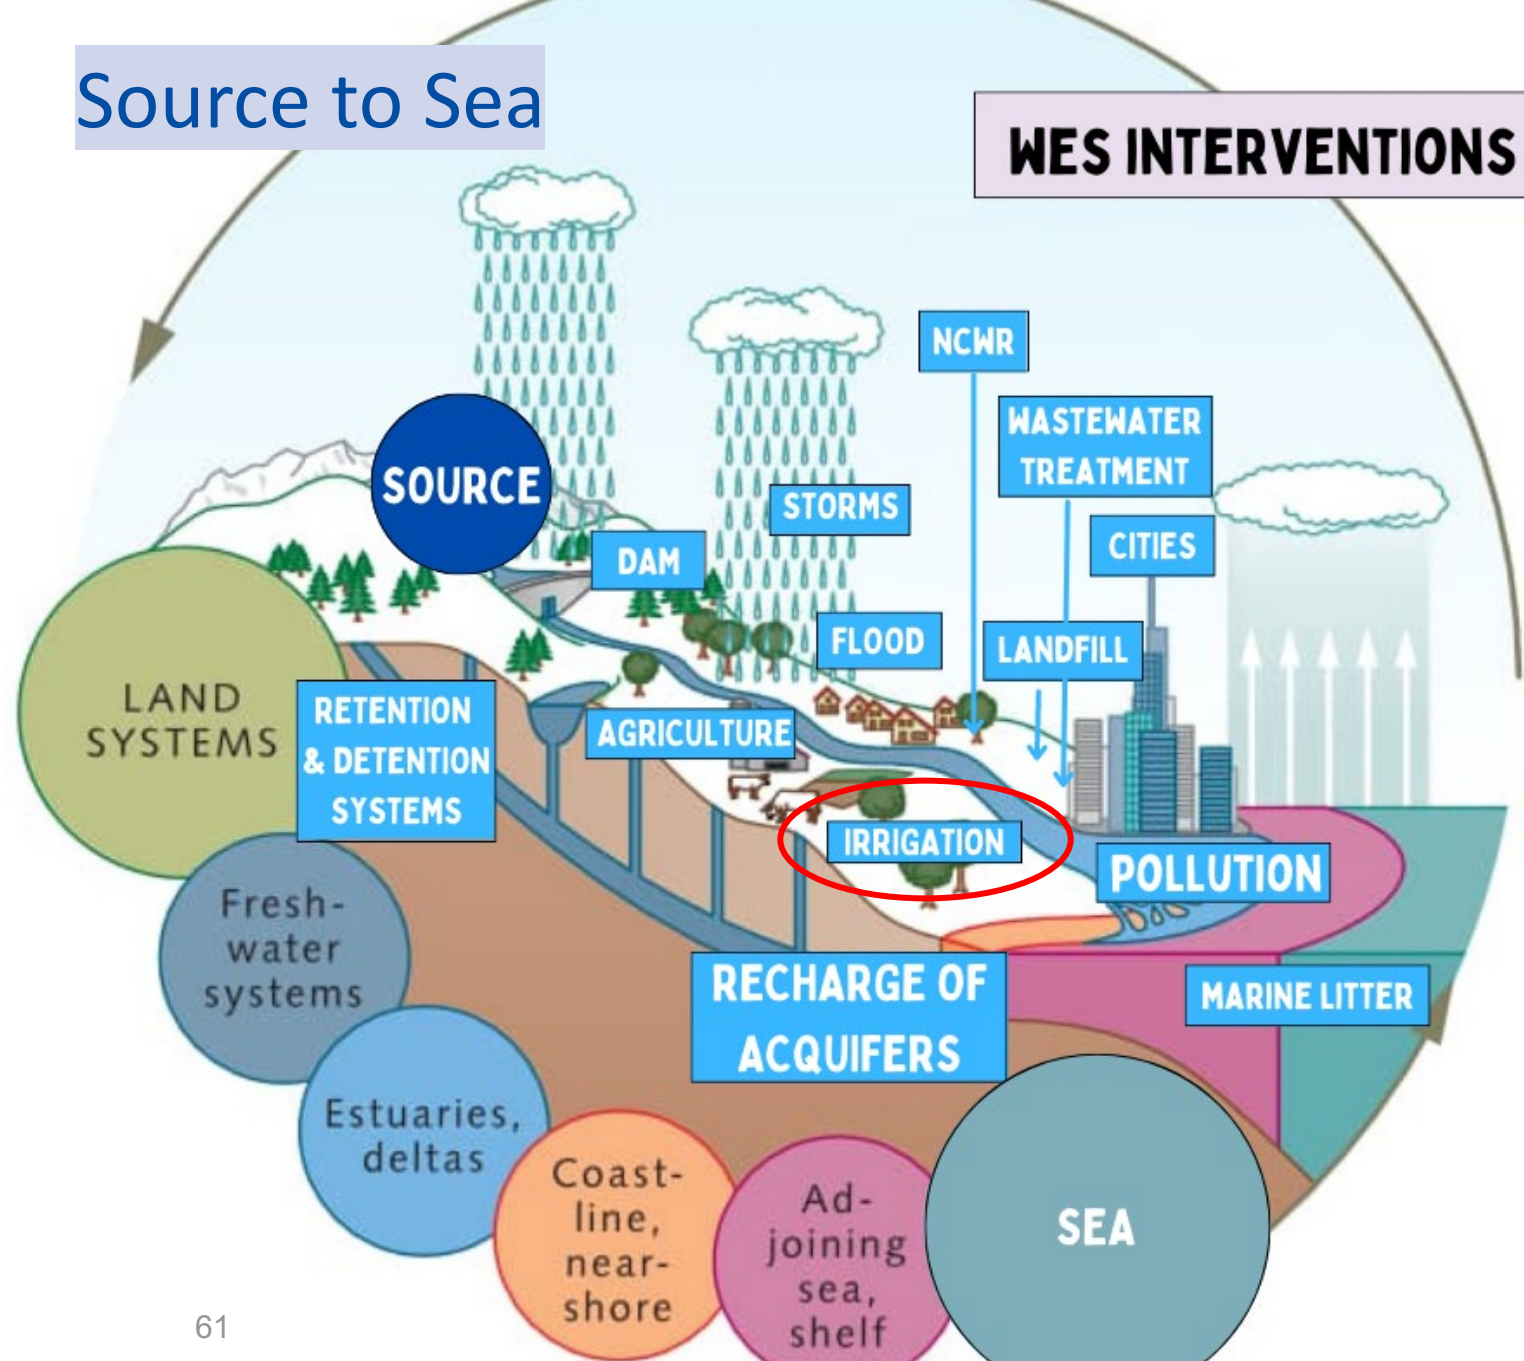 Source to Sea
WES INTERVENTIONS
NCWR
WASTEWATER
TREATMENT
SOURCE
STORMS
CITIES
DAM
FLOOD
LANDFILL
LAND
SYSTEMS
RETENTION
& DETENTION
SYSTEMS
AGRICULTURE
IRRIGATION
POLLUTION
Fresh-
water
systems
RECHARGE OF
ACQUIFERS
MARINE LITTER
Estuaries,
deltas
Coast-
line,
near-
shore
Ad-
joining
sea,
shelf
SEA
61